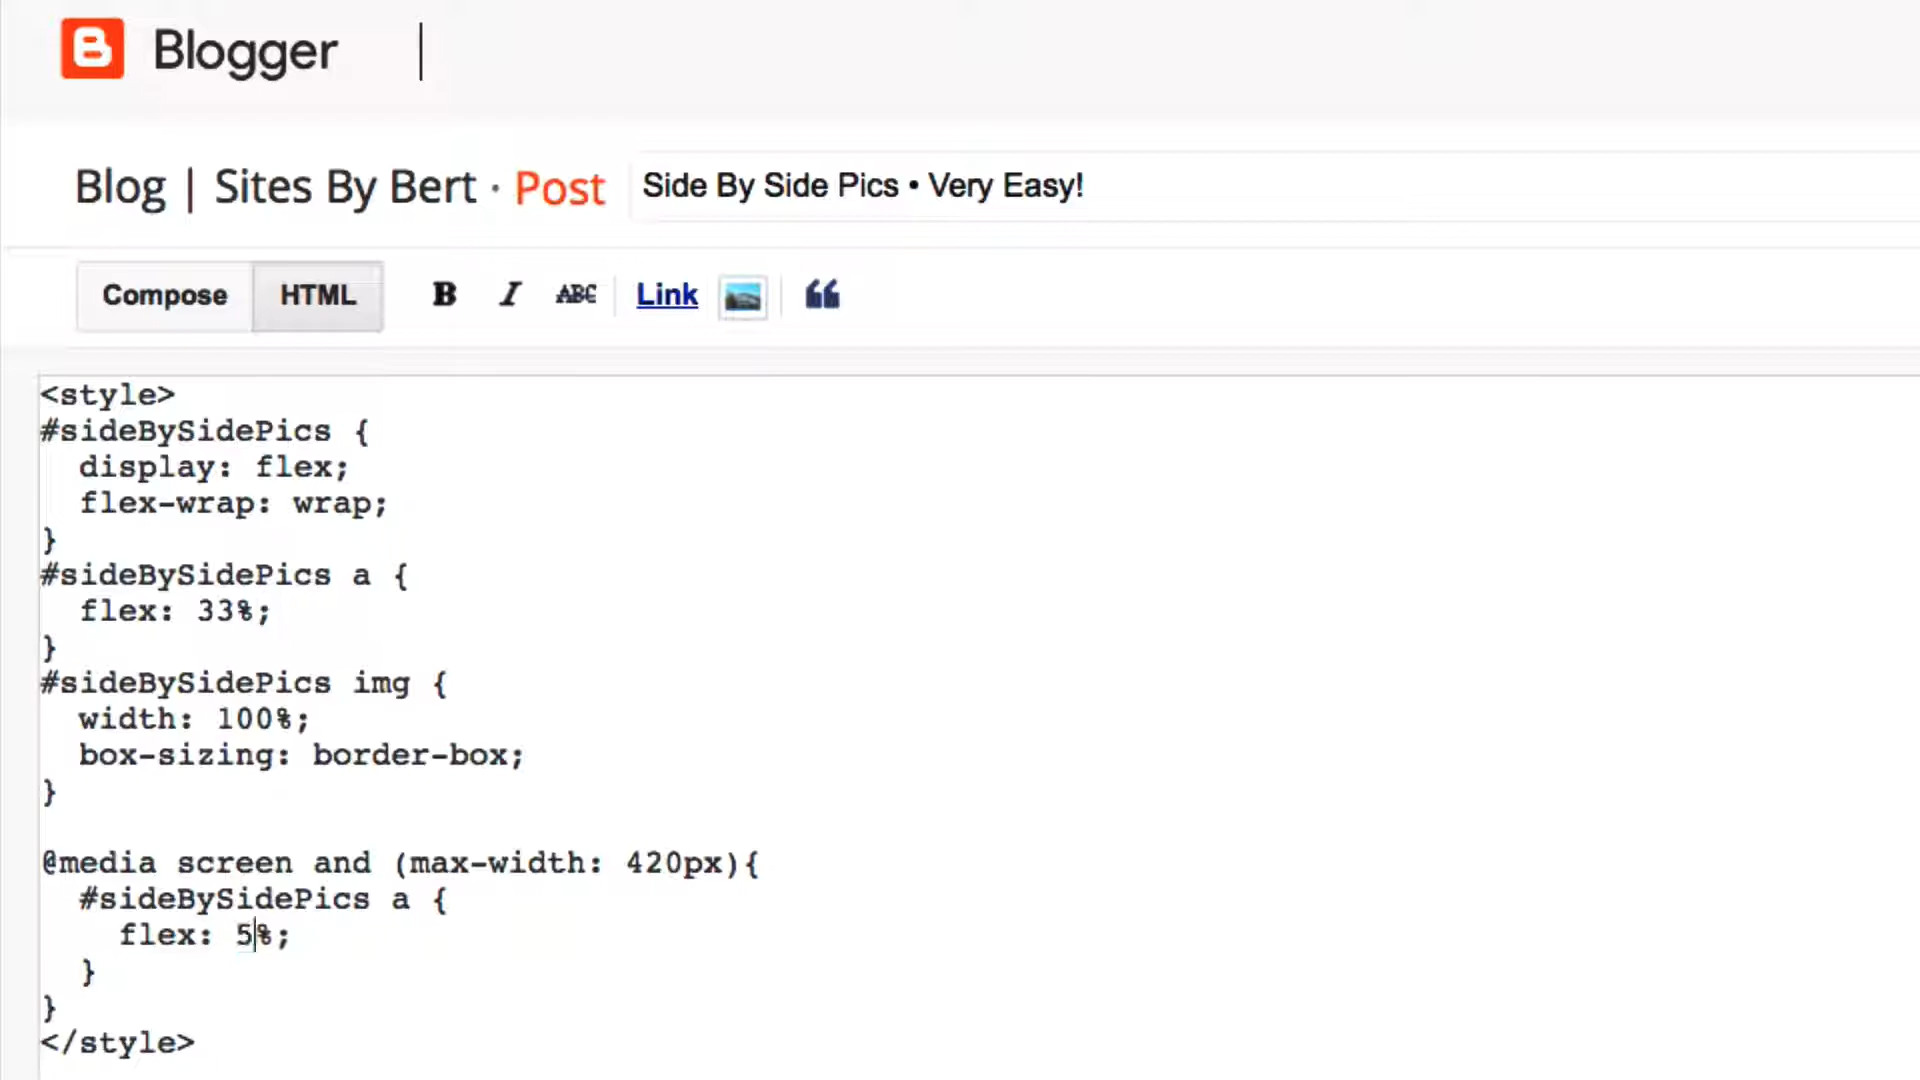 Blogger
Blog | Sites By Bert · Post Side By Side Pics • Very Easy!
Compose HTML B I ABC Link
<style>
#sideBySidePics {
  display: flex;
  flex-wrap: wrap;
}
#sideBySidePics a {
  flex: 33%;
}
#sideBySidePics img {
  width: 100%;
  box-sizing: border-box;
}
@media screen and (max-width: 420px){
  #sideBySidePics a {
    flex: 5%;
  }
}
</style>